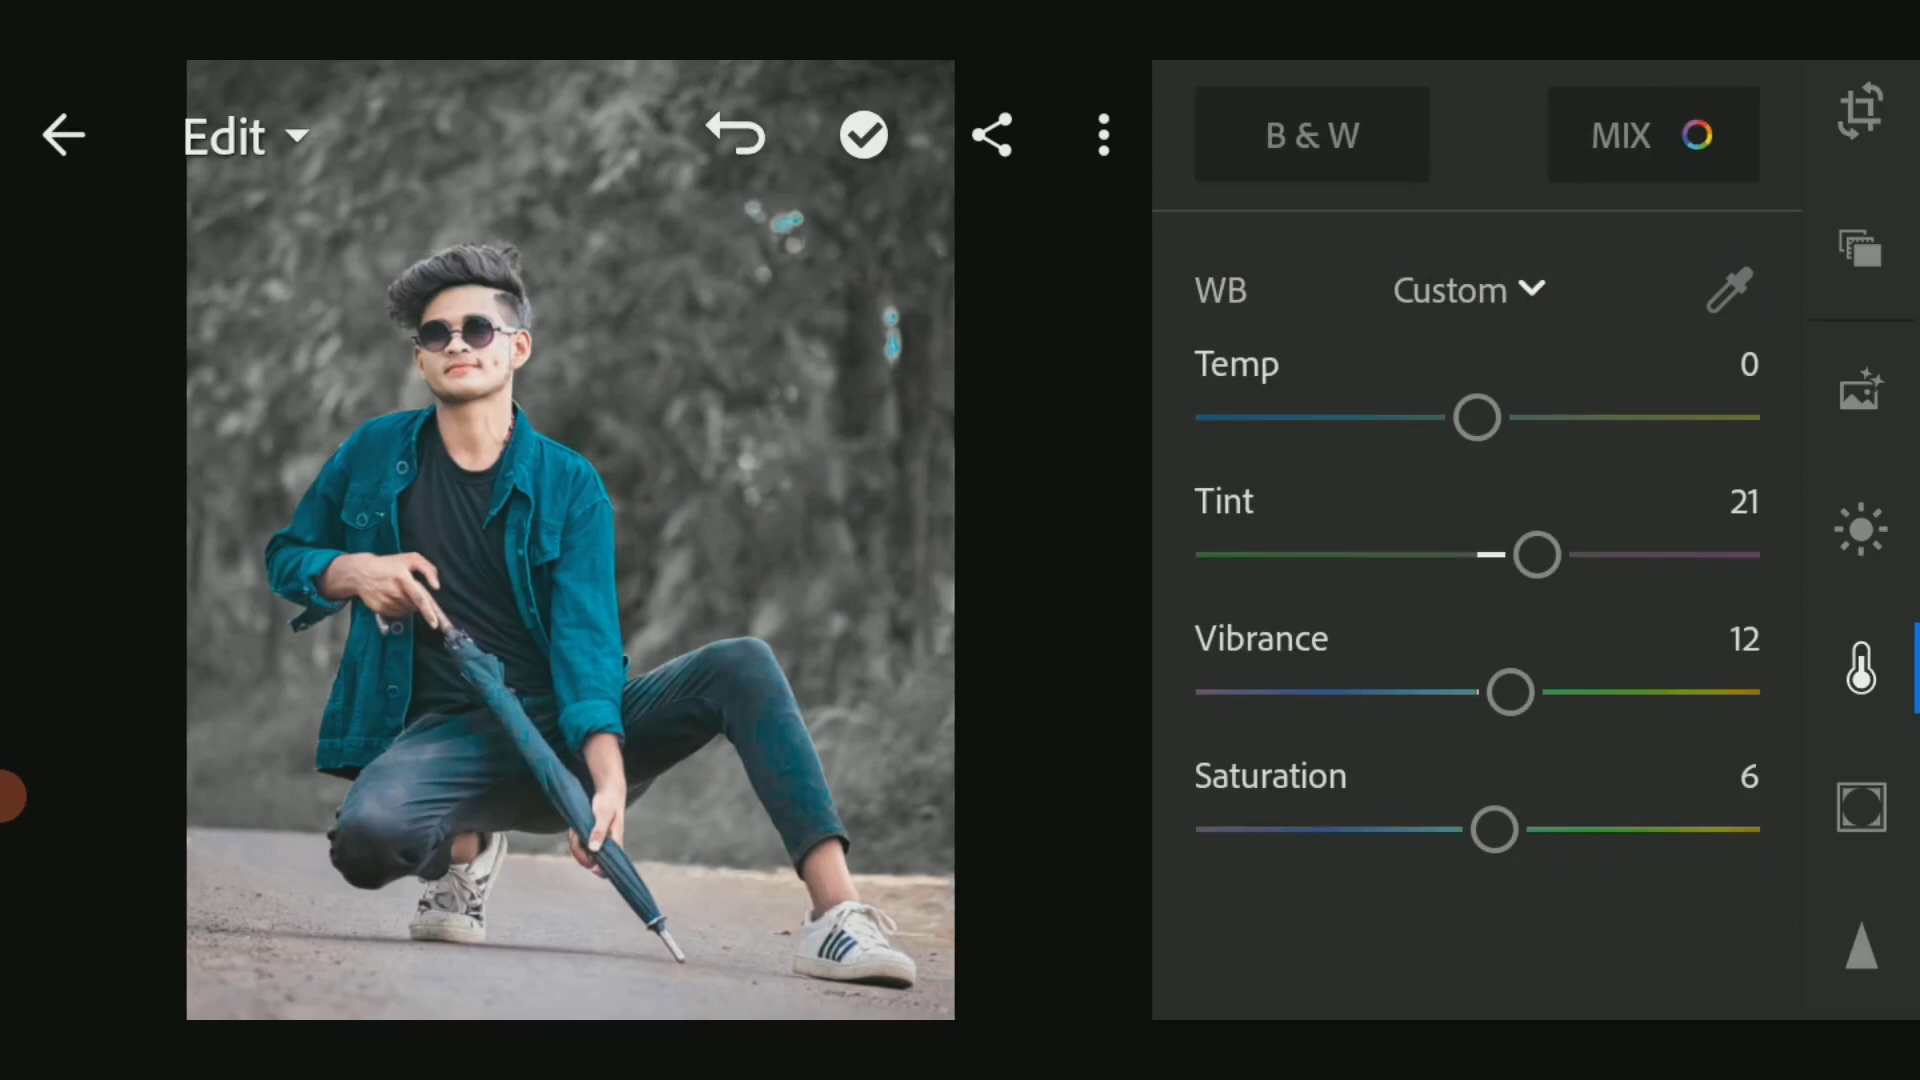 Edit
B & W
MIX
WB
Custom
Temp
0
Tint
21
Vibrance
12
Saturation
6